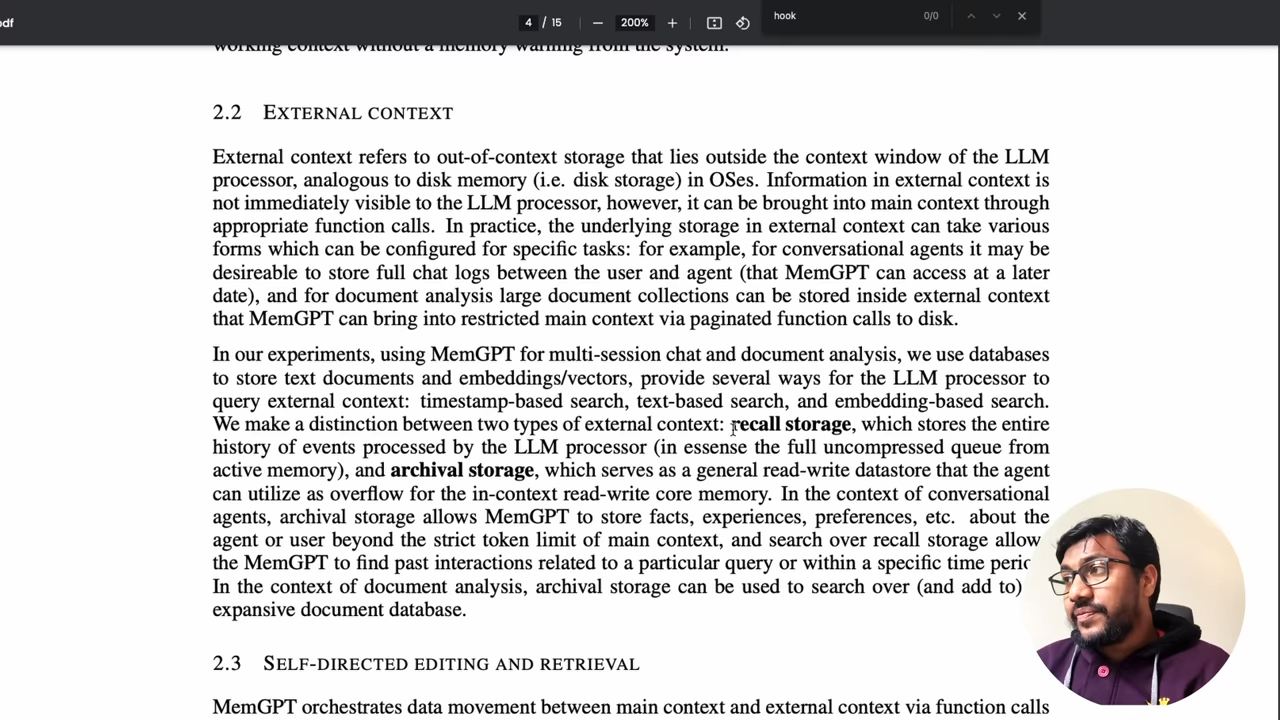 odf
4 / 15
200%
hook
0/0
working context without a memory warning from the system.
2.2 EXTERNAL CONTEXT
External context refers to out-of-context storage that lies outside the context window of the LLM
processor, analogous to disk memory (i.e. disk storage) in OSes. Information in external context is
not immediately visible to the LLM processor, however, it can be brought into main context through
appropriate function calls. In practice, the underlying storage in external context can take various
forms which can be configured for specific tasks: for example, for conversational agents it may be
desireable to store full chat logs between the user and agent (that MemGPT can access at a later
date), and for document analysis large document collections can be stored inside external context
that MemGPT can bring into restricted main context via paginated function calls to disk.
In our experiments, using MemGPT for multi-session chat and document analysis, we use databases
to store text documents and embeddings/vectors, provide several ways for the LLM processor to
query external context: timestamp-based search, text-based search, and embedding-based search.
We make a distinction between two types of external context: recall storage, which stores the entire
history of events processed by the LLM processor (in essense the full uncompressed queue from
active memory), and archival storage, which serves as a general read-write datastore that the agent
can utilize as overflow for the in-context read-write core memory. In the context of conversational
agents, archival storage allows MemGPT to store facts, experiences, preferences, etc. about the
agent or user beyond the strict token limit of main context, and search over recall storage allow
the MemGPT to find past interactions related to a particular query or within a specific time
In the context of document analysis, archival storage can be used to search over (and add to)
expansive document database.
2.3 SELF-DIRECTED EDITING AND RETRIEVAL
MemGPT orchestrates data movement between main context and external context via function calls